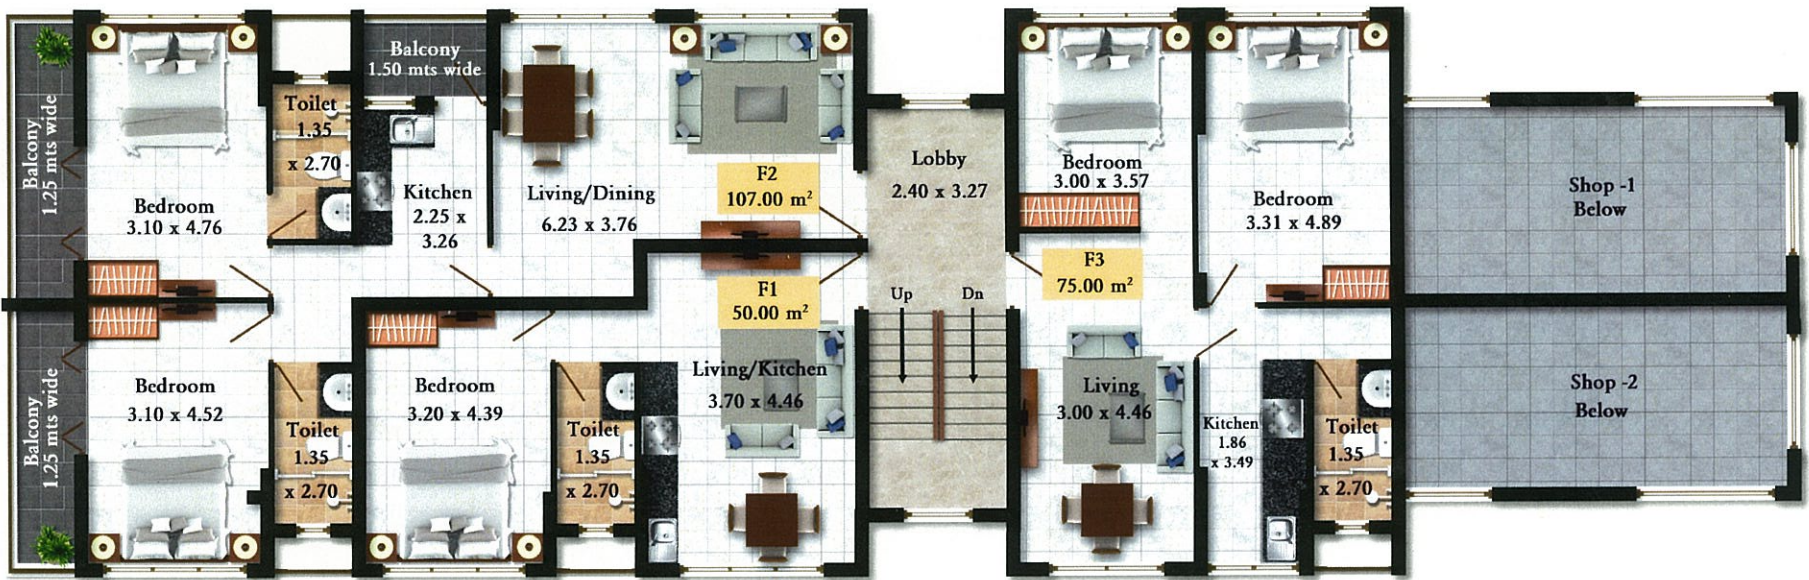 Balcony
1.25 mts wide
Bedroom
3.10 x 4.76
Toilet
1.35
x 2.70
Balcony
1.50 mts wide
Kitchen
2.25 x
3.26
Living/Dining
6.23 x 3.76
F2
107.00 m²
Lobby
2.40 x 3.27
Bedroom
3.00 x 3.57
Bedroom
3.31 x 4.89
Shop -1
Below
F1
50.00 m²
Up
Dn
F3
75.00 m²
Balcony
1.25 mts wide
Bedroom
3.10 x 4.52
Toilet
1.35
x 2.70
Bedroom
3.20 x 4.39
Toilet
1.35
x 2.70
Living/Kitchen
3.70 x 4.46
Living
3.00 x 4.46
Kitchen
1.86
x 3.49
Toilet
1.35
x 2.70
Shop -2
Below